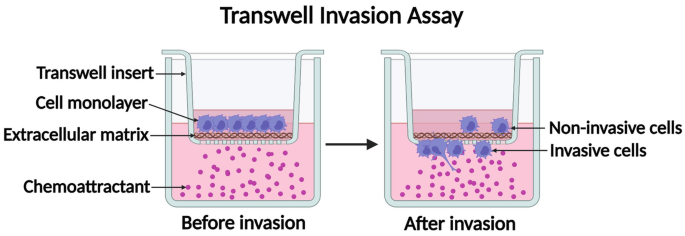 Transwell Invasion Assay
Transwell insert
Cell monolayer
Extracellular matrix
Chemoattractant
Before invasion
Non-invasive cells
Invasive cells
After invasion